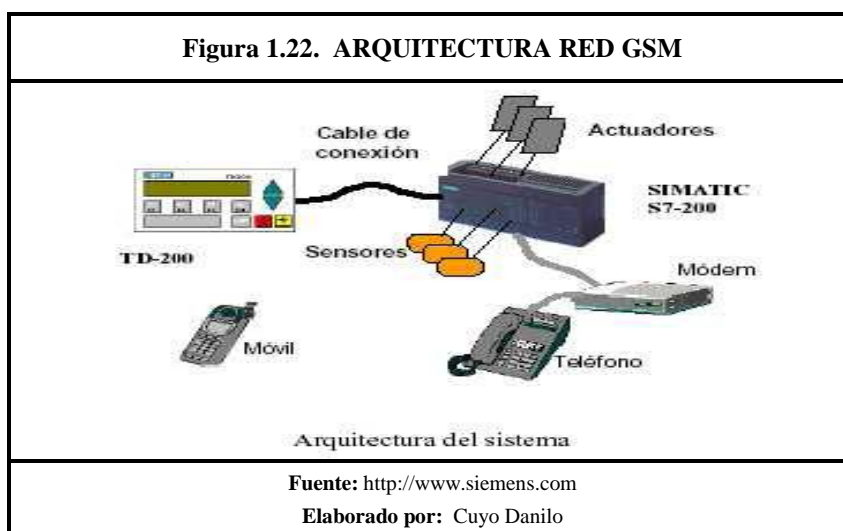 Figura 1.22. ARQUITECTURA RED GSM
Cable de
conexión
Actuadores
SIMATIC
S7-200
TD-200
Sensores
Módem
Móvil
Teléfono
Arquitectura del sistema
Fuente: http://www.siemens.com
Elaborado por: Cuyo Danilo